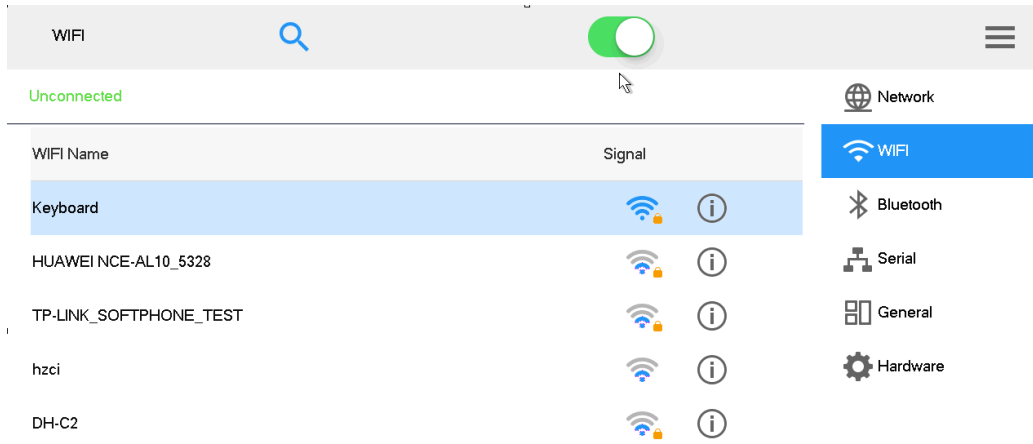 WIFI
Unconnected
WIFI Name Signal
Keyboard
HUAWEI NCE-AL10_5328
TP-LINK_SOFTPHONE_TEST
hzci
DH-C2
Network
WIFI
Bluetooth
Serial
General
Hardware